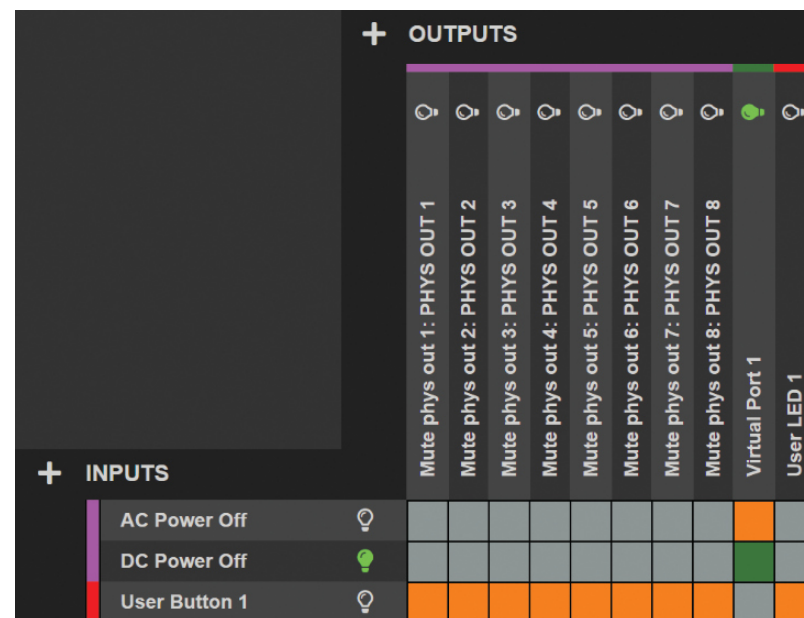 OUTPUTS
Mute phys out 1: PHYS OUT 1
Mute phys out 2: PHYS OUT 2
Mute phys out 3: PHYS OUT 3
Mute phys out 4: PHYS OUT 4
Mute phys out 5: PHYS OUT 5
Mute phys out 6: PHYS OUT 6
Mute phys out 7: PHYS OUT 7
Mute phys out 8: PHYS OUT 8
Virtual Port 1
User LED 1
INPUTS
AC Power Off
DC Power Off
User Button 1